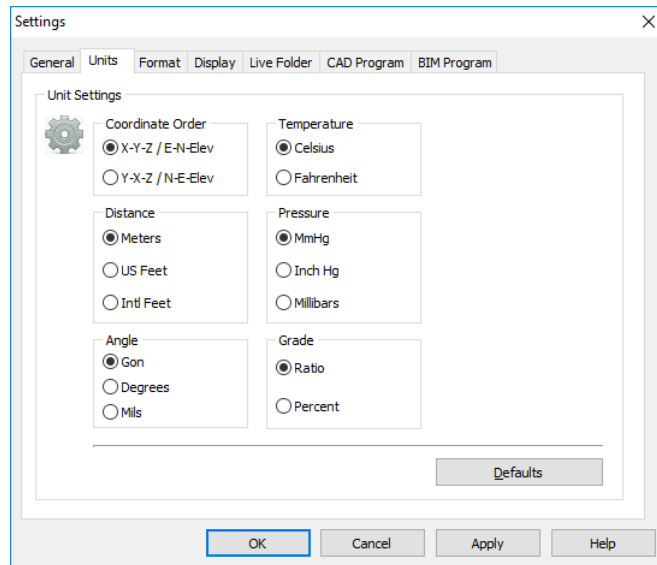 Settings
General Units Format Display Live Folder CAD Program BIM Program
Unit Settings
Coordinate Order
X-Y-Z / E-N-Elev
Y-X-Z / N-E-Elev
Temperature
Celsius
Fahrenheit
Distance
Meters
US Feet
Intl Feet
Pressure
MmHg
Inch Hg
Millibars
Angle
Gon
Degrees
Mils
Grade
Ratio
Percent
Defaults
OK Cancel Apply Help